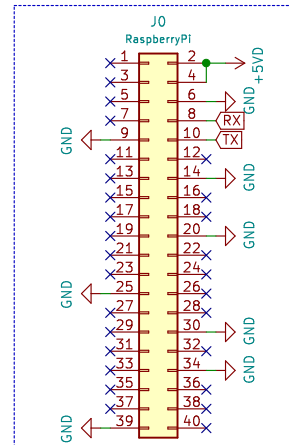 J0
RaspberryPi
1 2 +5VD
3 4
5 6 GND
7 8 RX
GND 9 10 TX
11 12
13 14 GND
15 16
17 18
19 20 GND
21 22
23 24
GND 25 26
27 28
29 30 GND
31 32
33 34 GND
35 36
37 38
GND 39 40